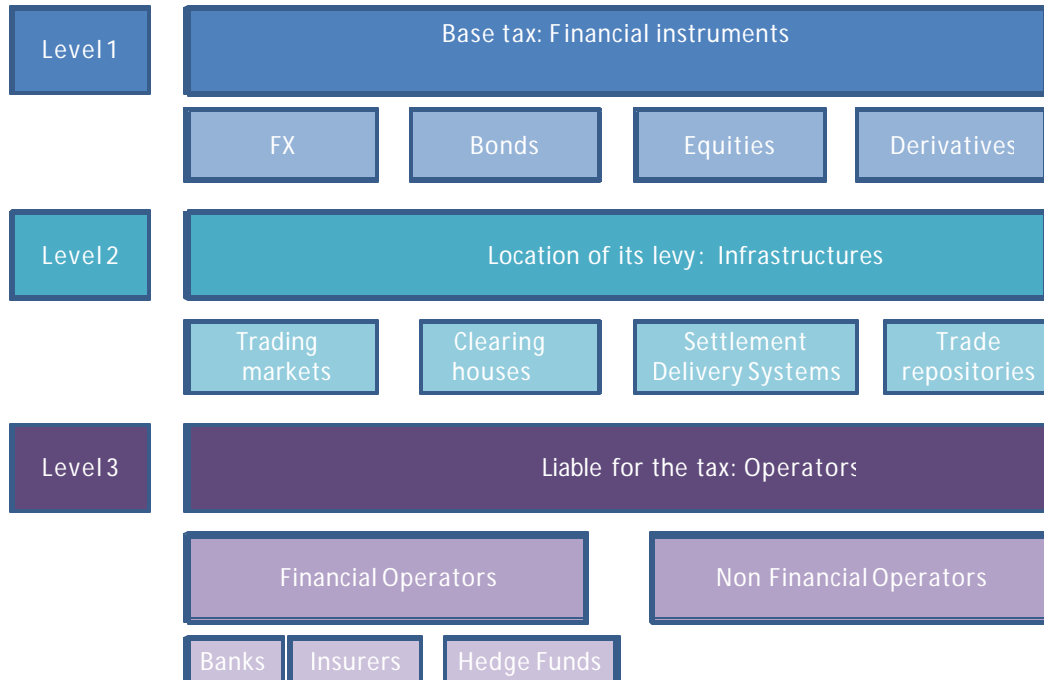 Level 1
Base tax: Financial instruments
FX
Bonds
Equities
Derivatives
Level 2
Location of its levy: Infrastructures
Trading
markets
Clearing
houses
Settlement
Delivery Systems
Trade
repositories
Level 3
Liable for the tax: Operators
Financial Operators
Non Financial Operators
Banks
Insurers
Hedge Funds